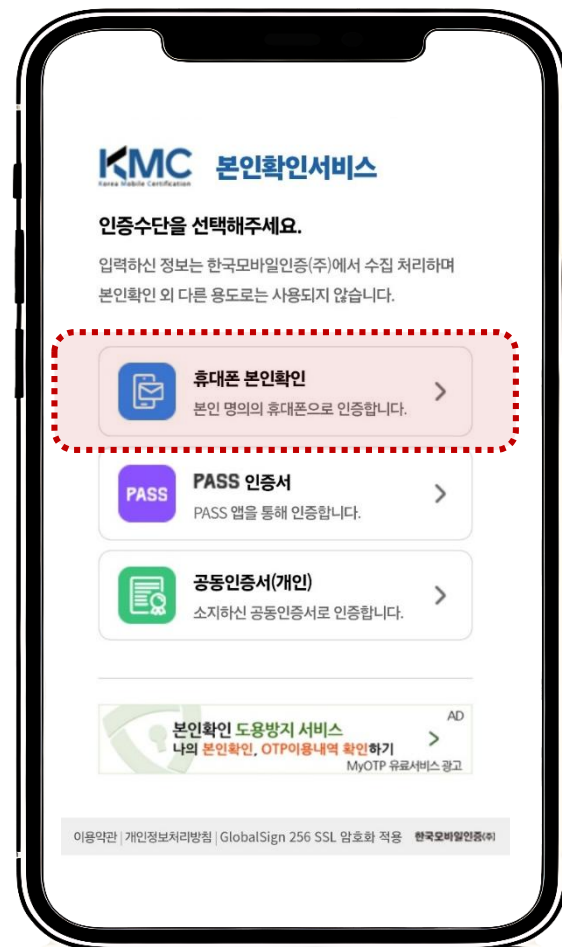 KMC 본인확인서비스
Korea Mobile Certification
인증수단을 선택해주세요.
입력하신 정보는 한국모바일인증(주)에서 수집 처리하며
본인확인 외 다른 용도로는 사용되지 않습니다.
휴대폰 본인확인
본인 명의의 휴대폰으로 인증합니다.
PASS
PASS 인증서
PASS 앱을 통해 인증합니다.
공동인증서(개인)
소지하신 공동인증서로 인증합니다.
AD
본인확인 도용방지 서비스
나의 본인확인, OTP이용내역 확인하기
MyOTP 유료서비스 광고
이용약관 | 개인정보처리방침 | GlobalSign 256 SSL 암호화 적용 한국모바일인증(주)